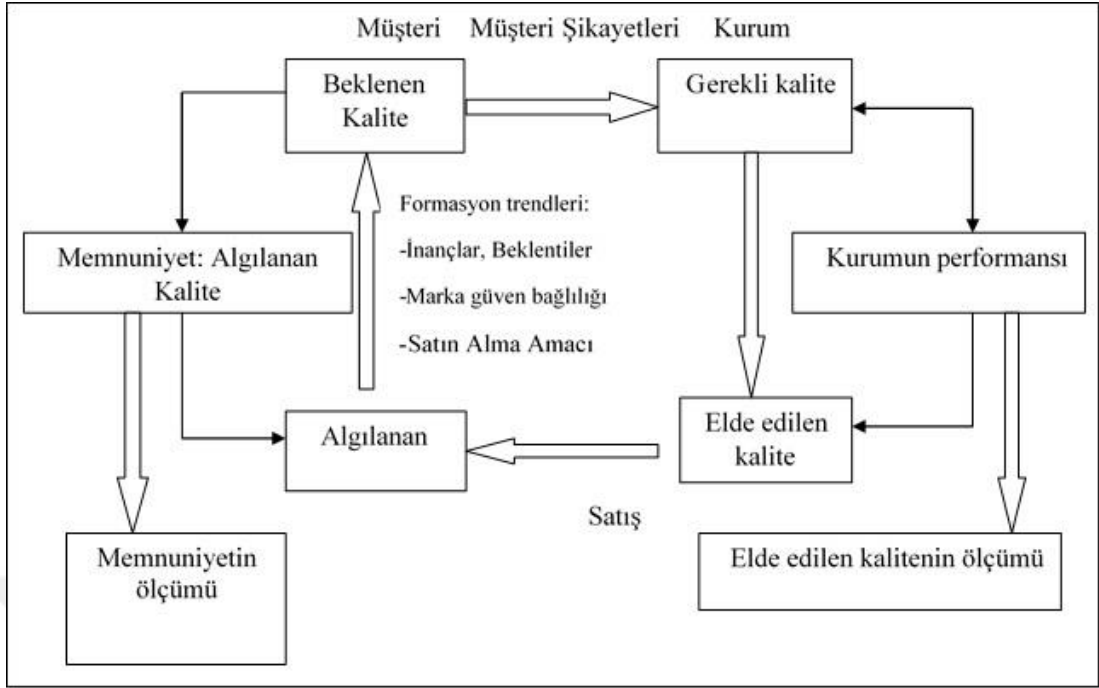 Müşteri Müşteri Şikayetleri Kurum
Beklenen
Kalite
Gerekli kalite
Formasyon trendleri:
-İnançlar, Beklentiler
-Marka güven bağlılığı
-Satın Alma Amacı
Memnuniyet: Algılanan
Kalite
Kurumun performansı
Algılanan
Elde edilen
kalite
Satış
Memnuniyetin
ölçümü
Elde edilen kalitenin ölçümü